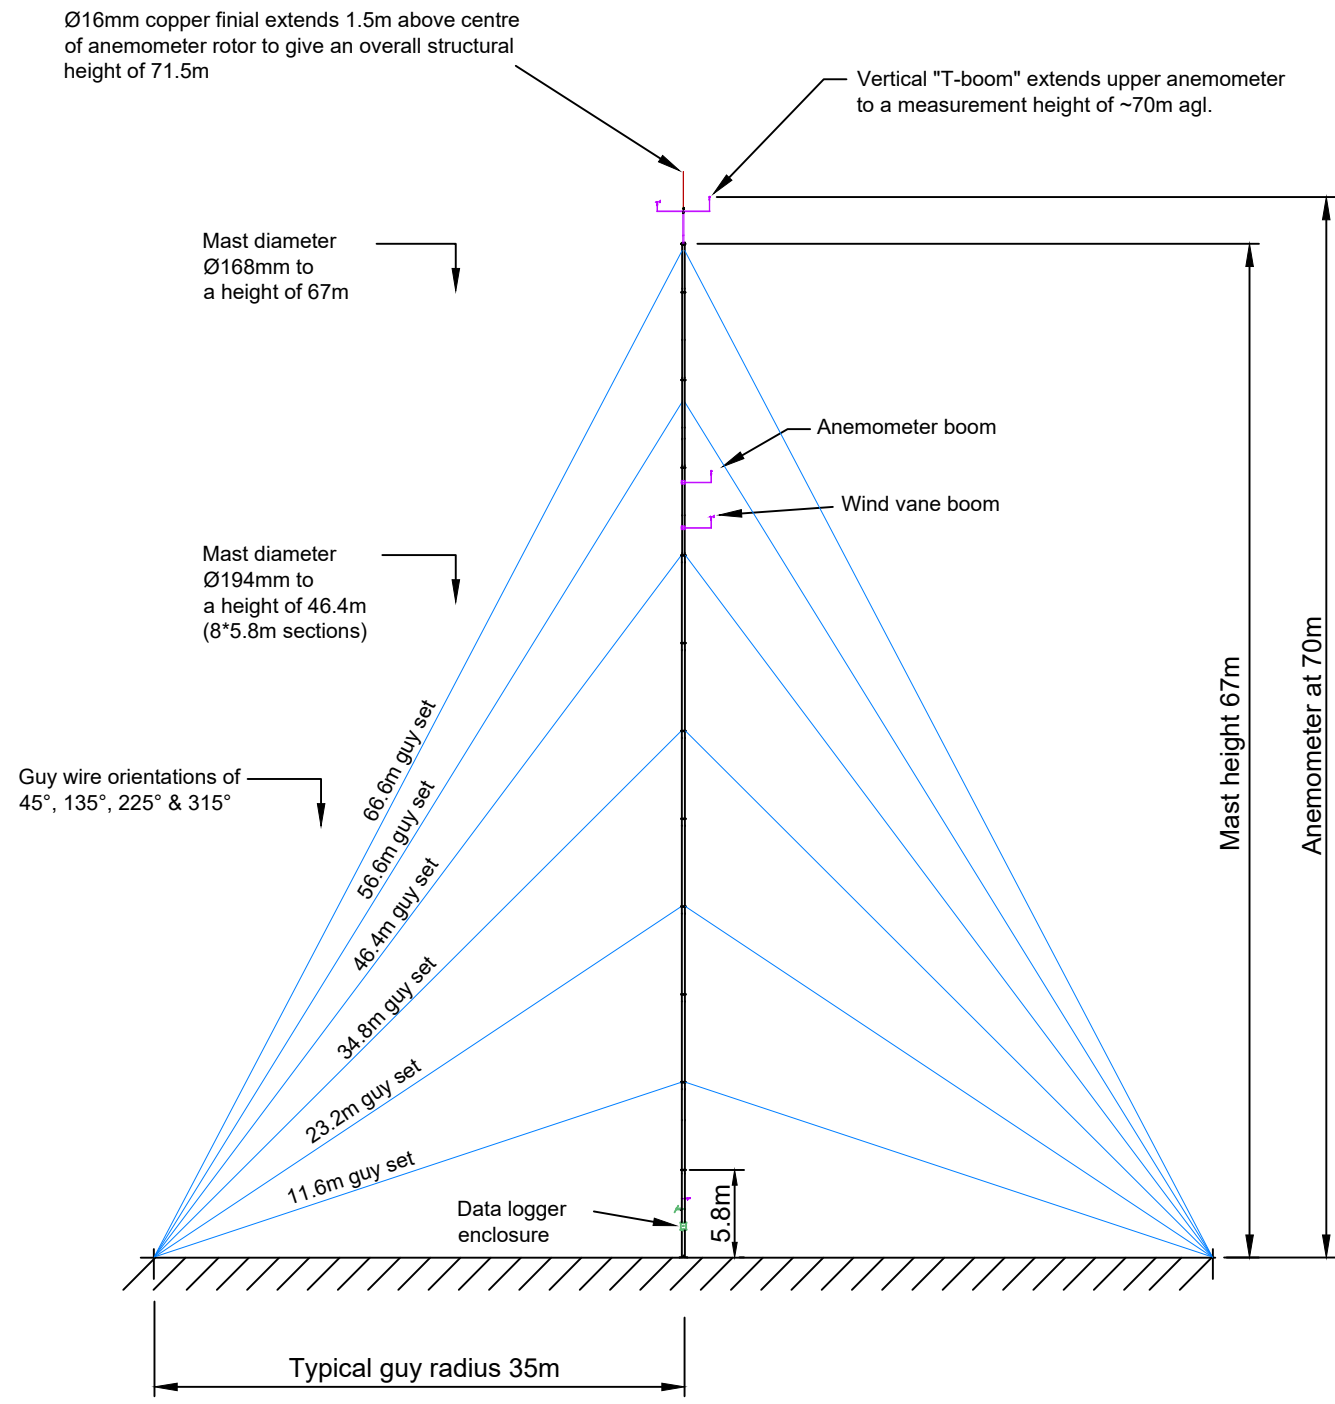 Ø16mm copper finial extends 1.5m above centre
of anemometer rotor to give an overall structural
height of 71.5m
Vertical "T-boom" extends upper anemometer
to a measurement height of ~70m agl.
Mast diameter
Ø168mm to
a height of 67m
Anemometer boom
Wind vane boom
Mast diameter
Ø194mm to
a height of 46.4m
(8*5.8m sections)
Mast height 67m
Anemometer at 70m
Guy wire orientations of
45°, 135°, 225° & 315°
66.6m guy set
56.6m guy set
46.4m guy set
34.8m guy set
23.2m guy set
11.6m guy set
Data logger
enclosure
5.8m
Typical guy radius 35m